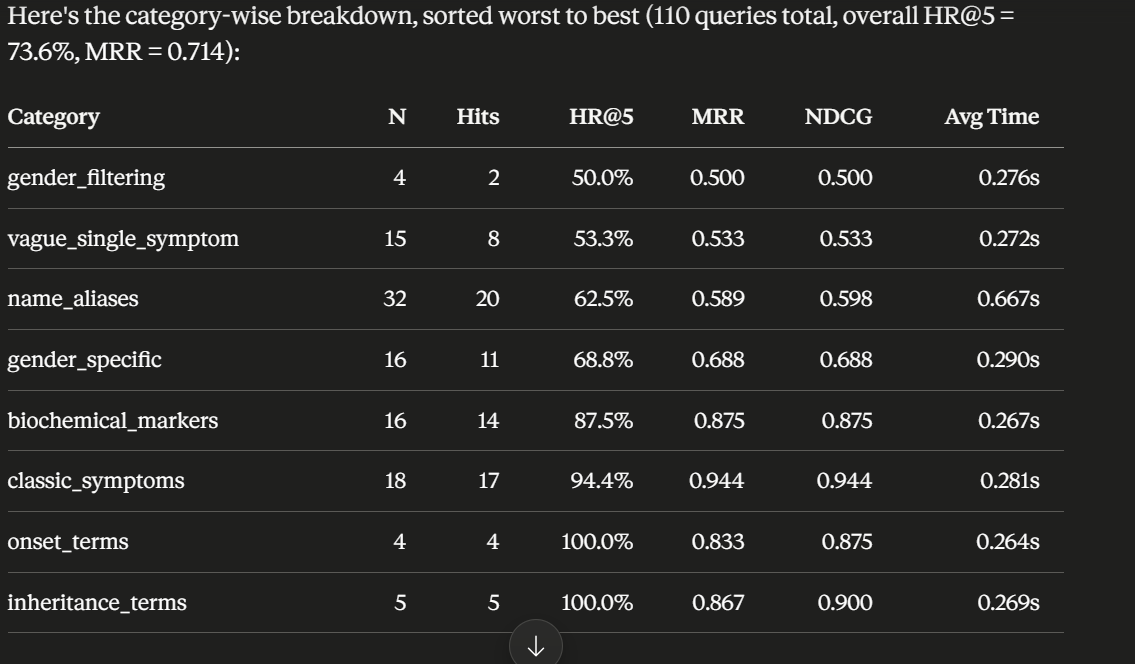 Here's the category-wise breakdown, sorted worst to best (110 queries total, overall HR@5 =
73.6%, MRR = 0.714):
Category N Hits HR@5 MRR NDCG Avg Time
gender_filtering 4 2 50.0% 0.500 0.500 0.276s
vague_single_symptom 15 8 53.3% 0.533 0.533 0.272s
name_aliases 32 20 62.5% 0.589 0.598 0.667s
gender_specific 16 11 68.8% 0.688 0.688 0.290s
biochemical_markers 16 14 87.5% 0.875 0.875 0.267s
classic_symptoms 18 17 94.4% 0.944 0.944 0.281s
onset_terms 4 4 100.0% 0.833 0.875 0.264s
inheritance_terms 5 5 100.0% 0.867 0.900 0.269s